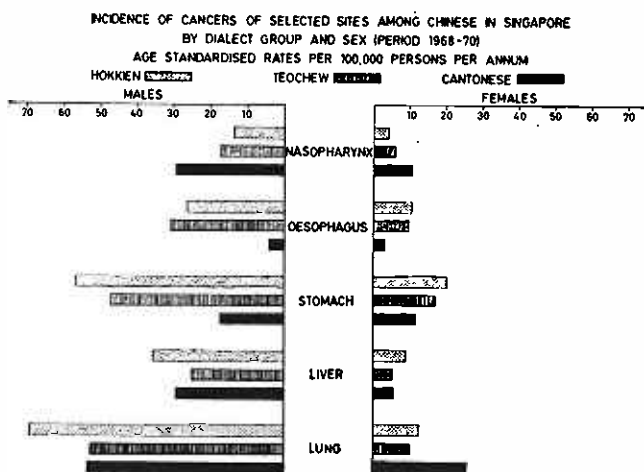 INCIDENCE OF CANCERS OF SELECTED SITES AMONG CHINESE IN SINGAPORE
BY DIALECT GROUP AND SEX (PERIOD 1968-70)
AGE STANDARDISED RATES PER 100,000 PERSONS PER ANNUM
HOKKIEN TEOCHEW CANTONESE
MALES FEMALES
70 60 50 40 30 20 10 10 20 30 40 50 60 70
NASOPHARYNX
OESOPHAGUS
STOMACH
LIVER
LUNG